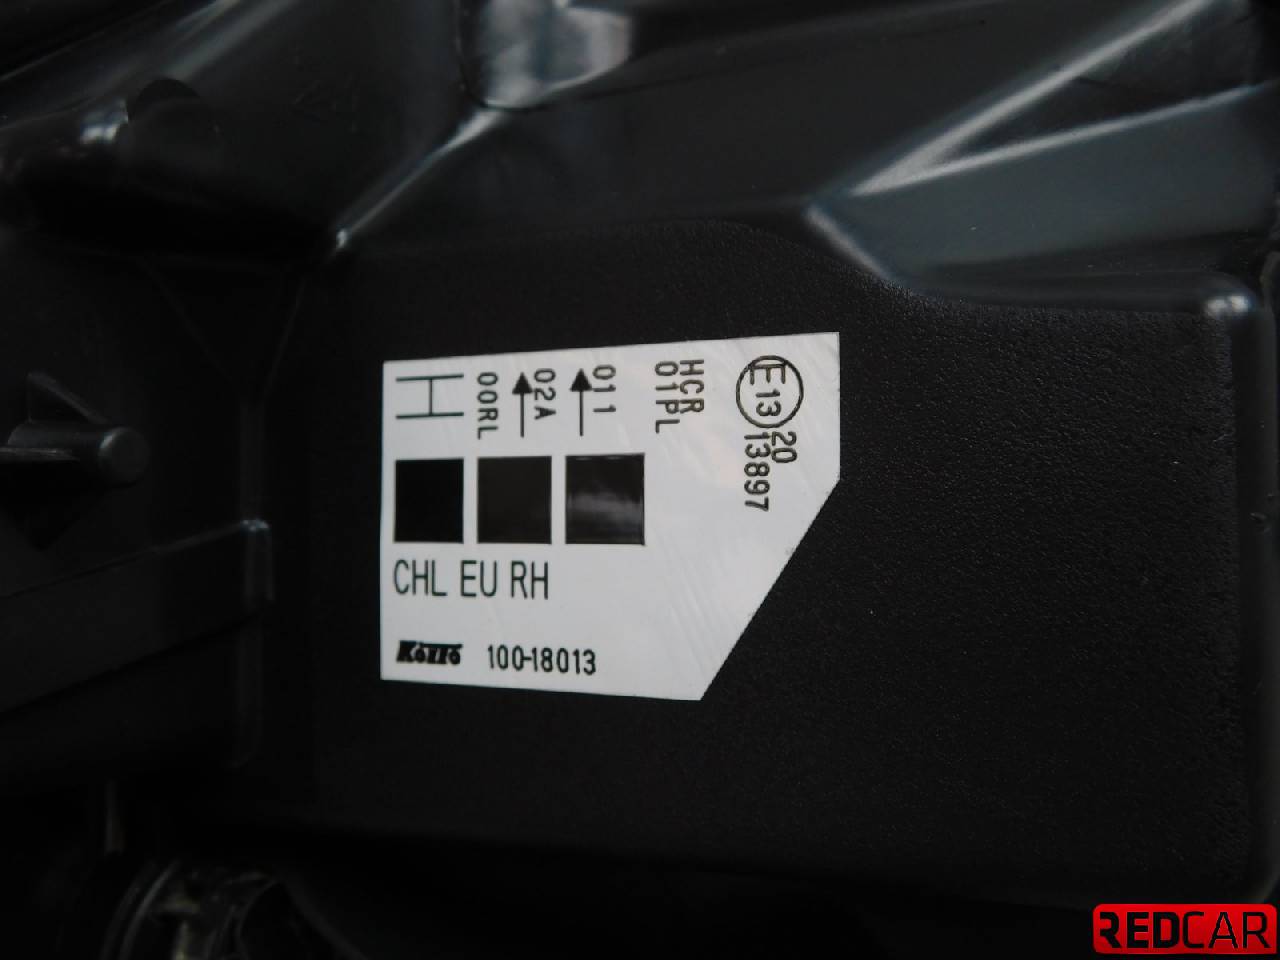 H
00RL
02A
011
HCR
01PL
E13
20
13897
CHL EU RH
KOITO 100-18013
REDCAR